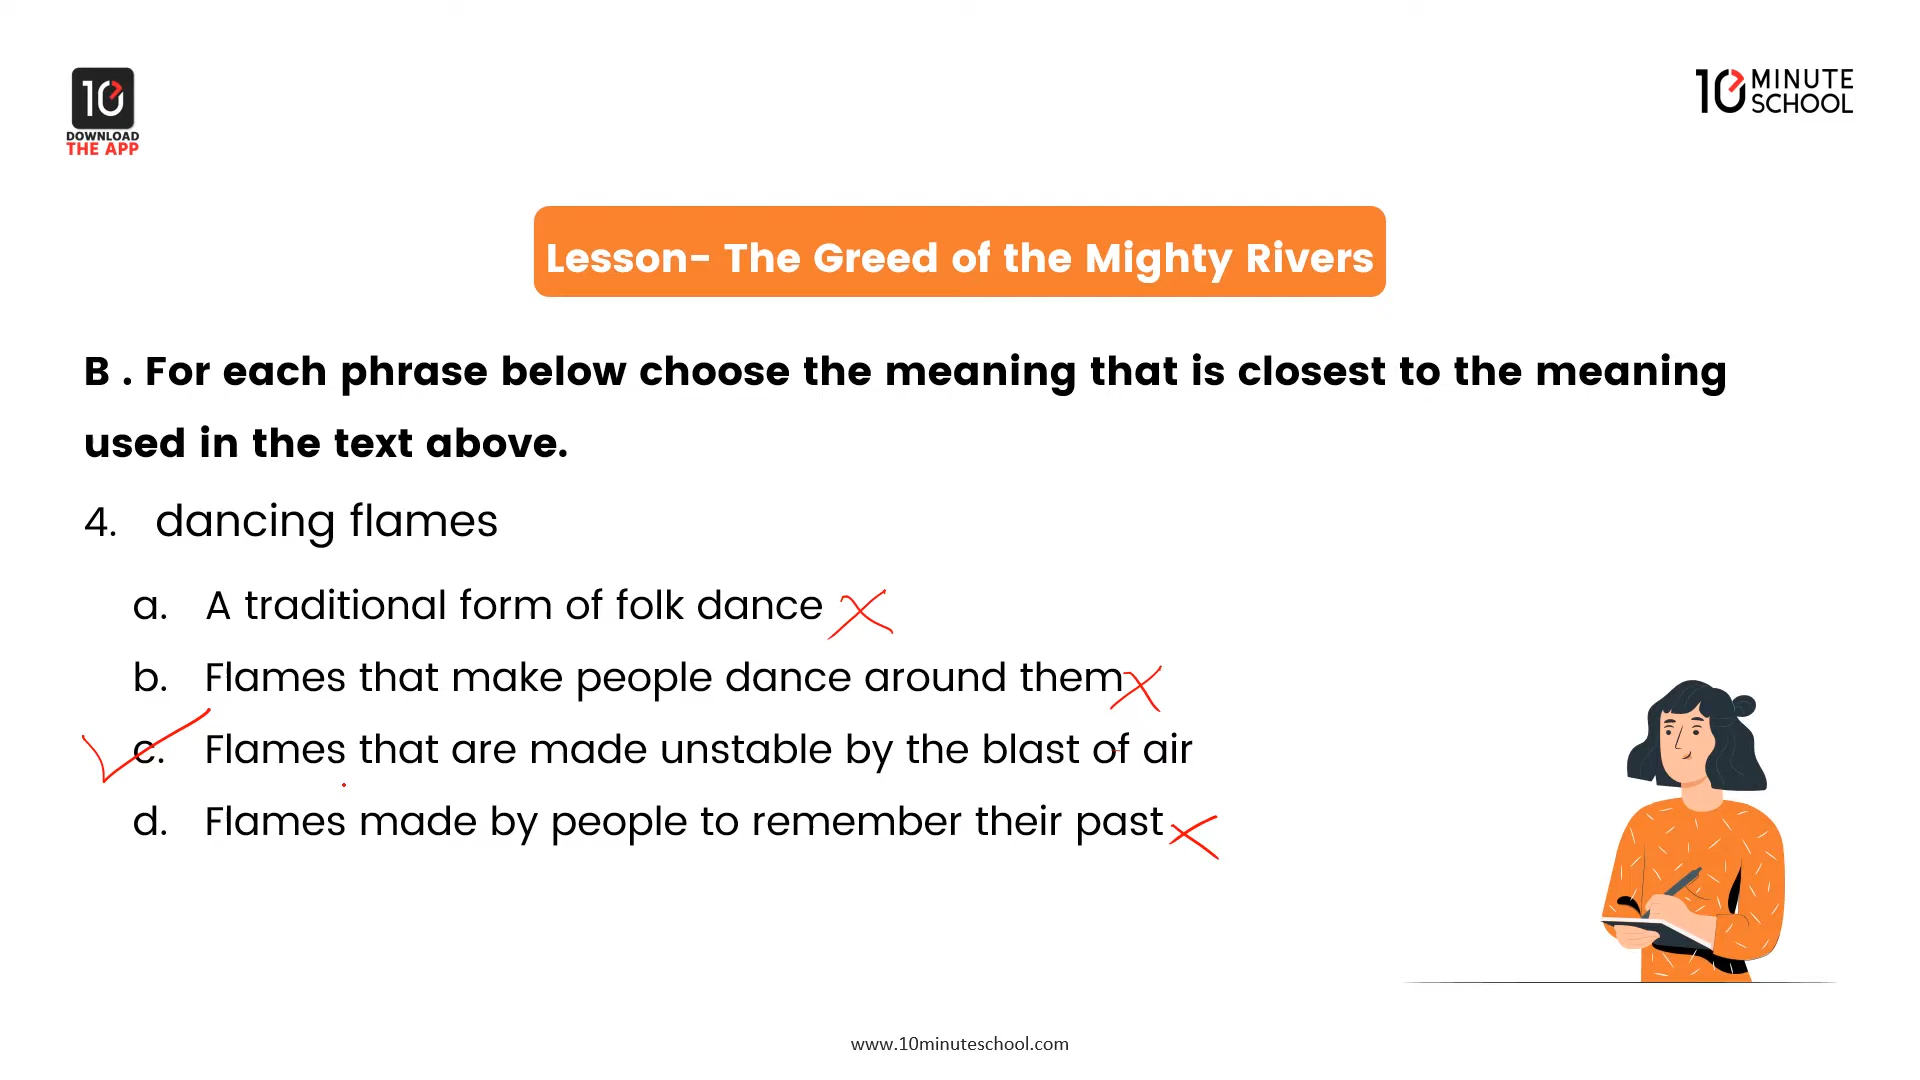 10
DOWNLOAD
THE APP
10 MINUTE
SCHOOL
Lesson- The Greed of the Mighty Rivers
B . For each phrase below choose the meaning that is closest to the meaning
used in the text above.
4. dancing flames
a. A traditional form of folk dance
b. Flames that make people dance around them
c. Flames that are made unstable by the blast of air
d. Flames made by people to remember their past
www.10minuteschool.com